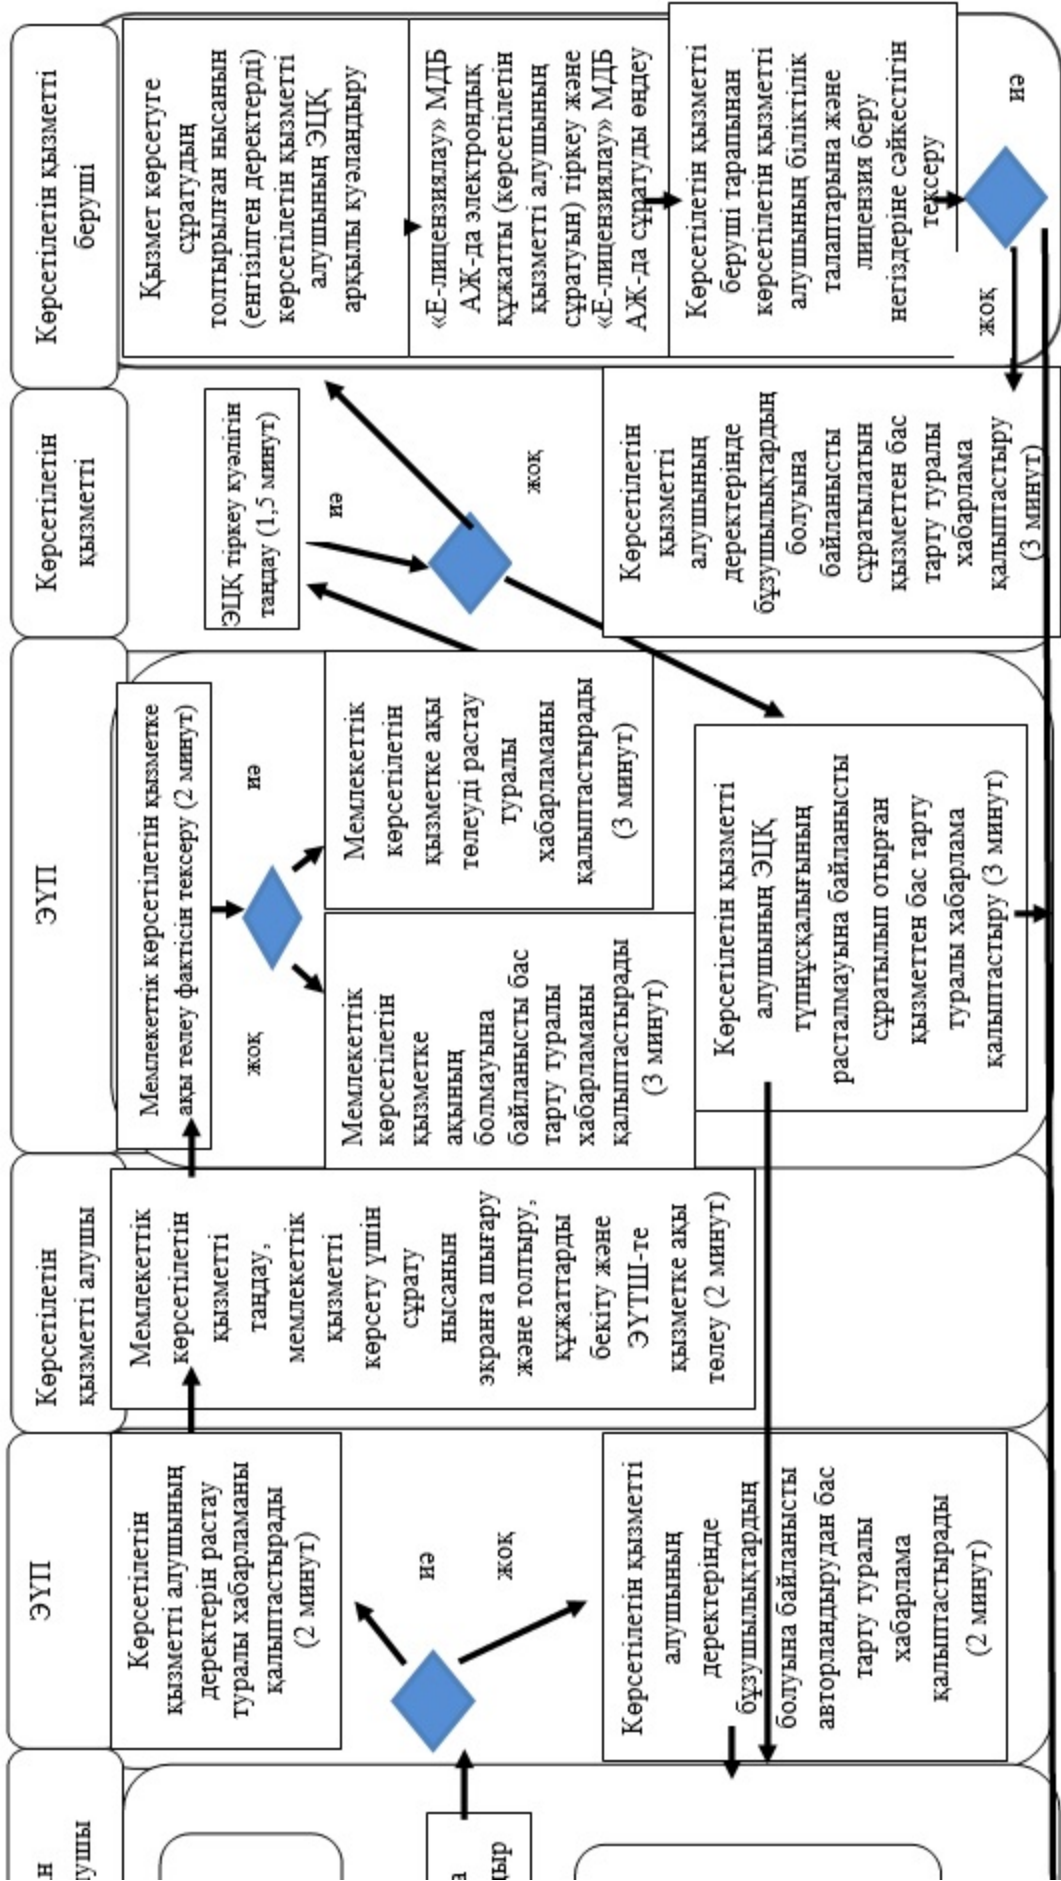 н
ушы
а
дыр
ЭҮП
Көрсетілетін
қызметті алушының
деректерін растау
туралы хабарламаны
қалыптастырады
(2 минут)
иә
жоқ
Көрсетілетін қызметті
алушының
деректерінде
бұзушылықтардың
болуына байланысты
авторландырудан бас
тарту туралы
хабарлама
қалыптастырады
(2 минут)
Көрсетілетін
қызметті алушы
Мемлекеттік
көрсетілетін
қызметті
таңдау,
мемлекеттік
қызметті
көрсету үшін
сұрату
нысанын
экранға шығару
және толтыру,
құжаттарды
бекіту және
ЭҮТШ-те
қызметке ақы
төлеу (2 минут)
ЭҮП
Мемлекеттік көрсетілетін қызметке
ақы төлеу фактісін тексеру (2 минут)
жоқ
иә
Мемлекеттік
көрсетілетін
қызметке
ақының
болмауына
байланысты бас
тарту туралы
хабарламаны
қалыптастырады
(3 минут)
Мемлекеттік
көрсетілетін
қызметке ақы
төлеуді растау
туралы
хабарламаны
қалыптастырады
(3 минут)
Көрсетілетін қызметті
алушының ЭЦҚ
түпнұсқалығының
расталмауына байланысты
сұратылып отырған
қызметтен бас тарту
туралы хабарлама
қалыптастыру (3 минут)
Көрсетілетін
қызметті
ЭЦҚ тіркеу куәлігін
таңдау (1,5 минут)
иә
жоқ
Көрсетілетін
қызметті
алушының
деректерінде
бұзушылықтардың
болуына
байланысты
сұратылатын
қызметтен бас
тарту туралы
хабарлама
қалыптастыру
(3 минут)
Көрсетілетін қызметті
беруші
Қызмет көрсетуге
сұратудың
толтырылған нысанын
(енгізілген деректерді)
көрсетілетін қызметті
алушының ЭЦҚ
арқылы куәландыру
«Е-лицензиялау» МДБ
АЖ-да электрондық
құжатты (көрсетілетін
қызметті алушының
сұратуын) тіркеу және
«Е-лицензиялау» МДБ
АЖ-да сұратуды өңдеу
Көрсетілетін қызметті
беруші тарапынан
көрсетілетін қызметті
алушының біліктілік
талаптарына және
лицензия беру
негіздеріне сәйкестігін
тексеру
жоқ
иә